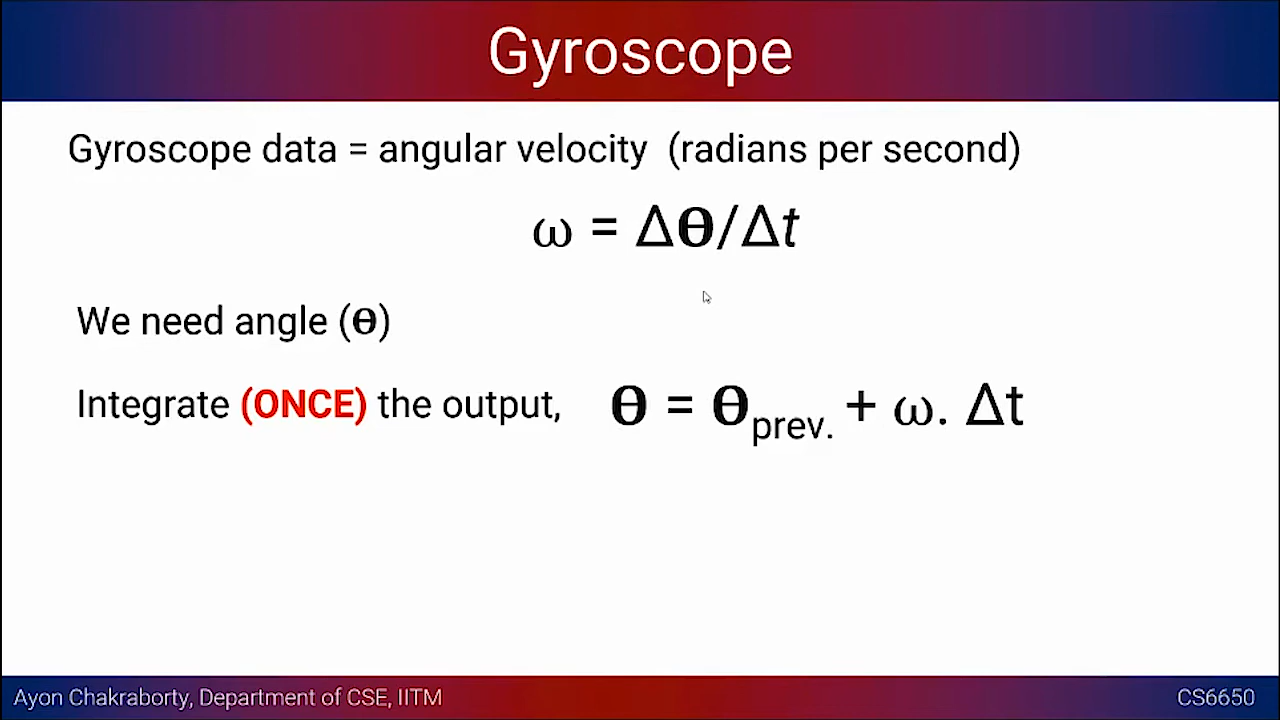 Gyroscope
Gyroscope data = angular velocity (radians per second)
ω = Δθ/Δt
We need angle (θ)
Integrate (ONCE) the output, θ = θprev. + ω. Δt
Ayon Chakraborty, Department of CSE, IITM CS6650